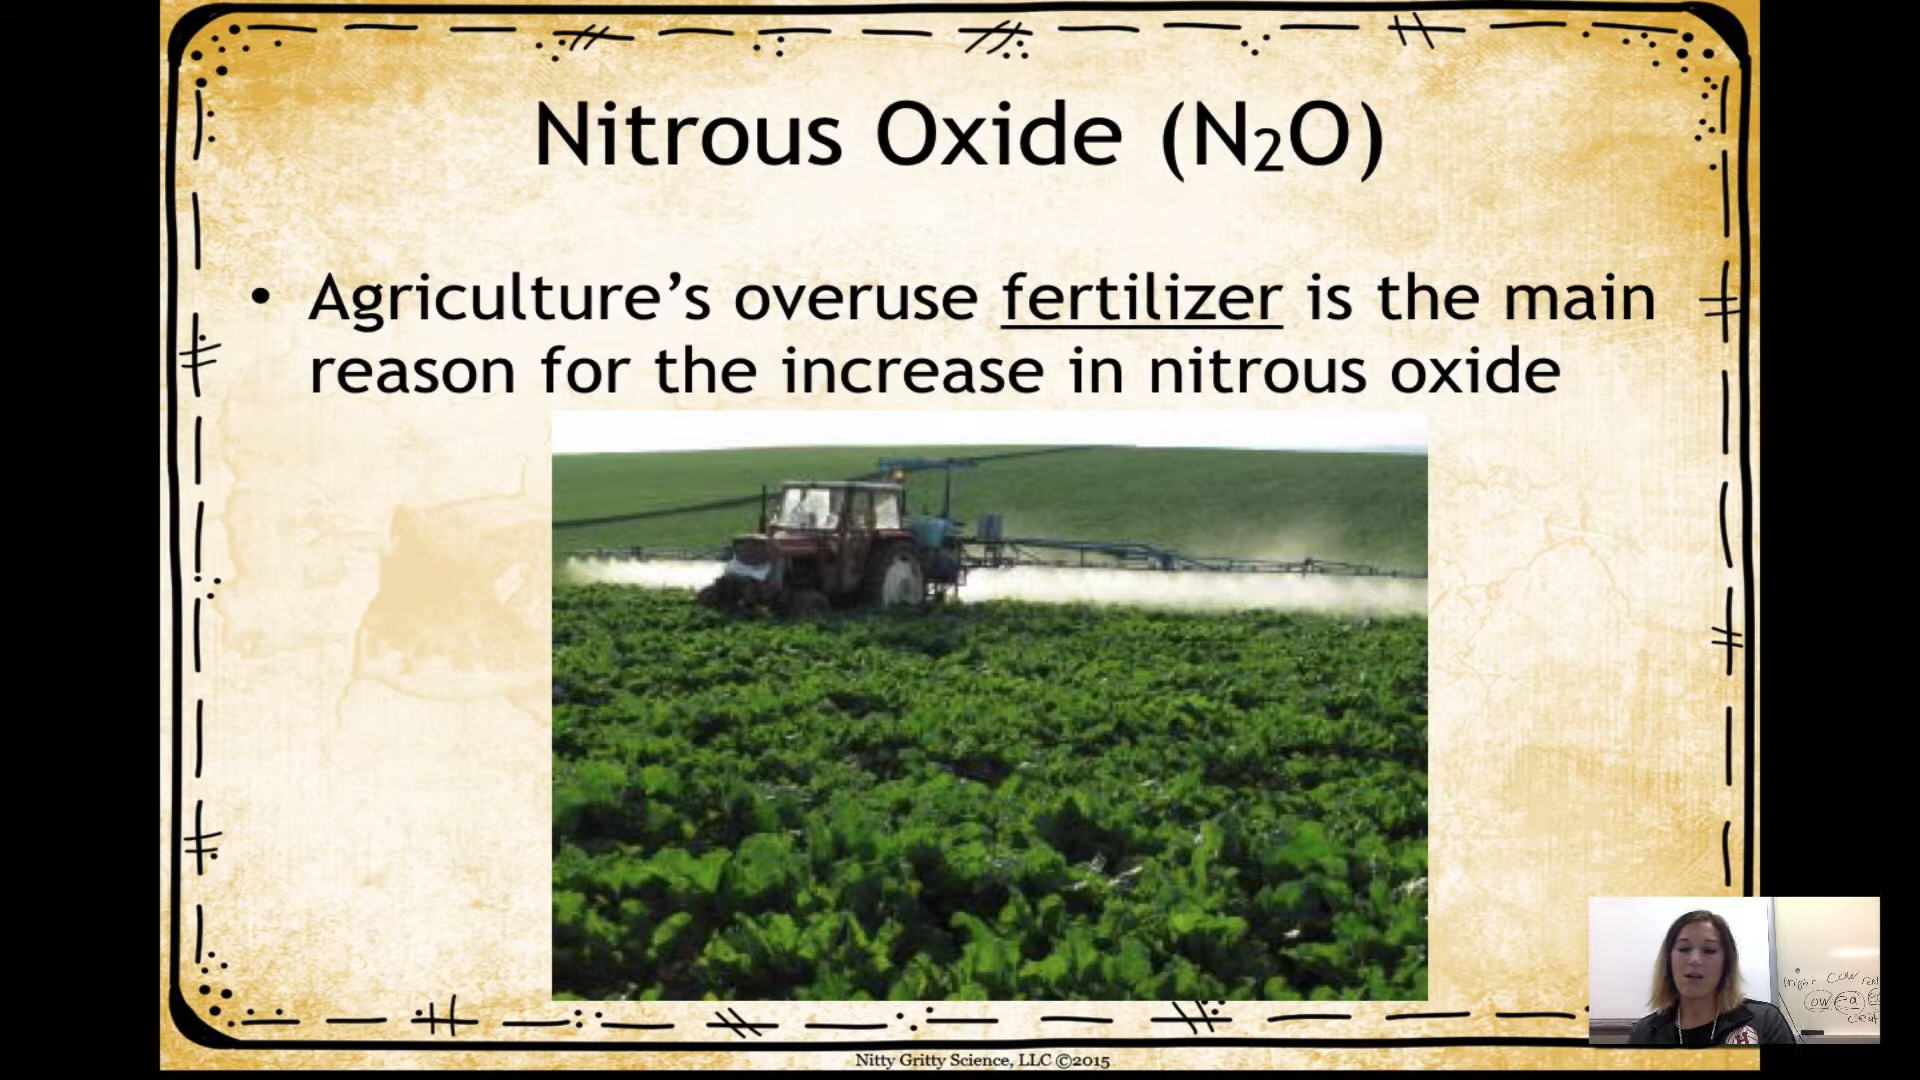 Nitrous Oxide (N₂O)
• Agriculture’s overuse fertilizer is the main
reason for the increase in nitrous oxide
Nitty Gritty Science, LLC ©2015
ow